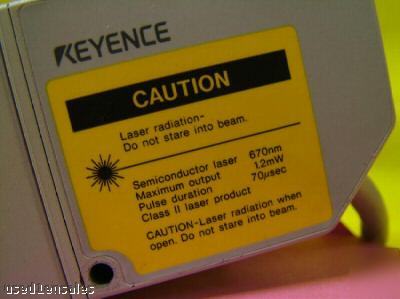 KEYENCE
CAUTION
Laser radiation-
Do not stare into beam.
Semiconductor laser 670nm
Maximum output 1.2mW
Pulse duration 70μsec
Class II laser product
CAUTION-Laser radiation when
open. Do not stare into beam.
used1ensales